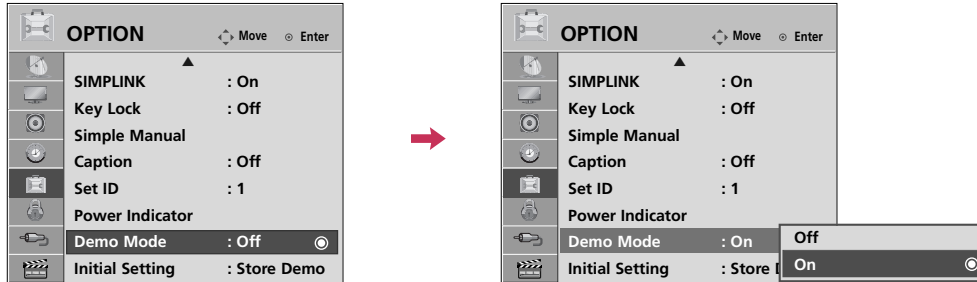 OPTION Move Enter
SIMPLINK : On
Key Lock : Off
Simple Manual
Caption : Off
Set ID : 1
Power Indicator
Demo Mode : Off
Initial Setting : Store Demo
OPTION Move Enter
SIMPLINK : On
Key Lock : Off
Simple Manual
Caption : Off
Set ID : 1
Power Indicator
Demo Mode : On
Initial Setting : Store
Off
On